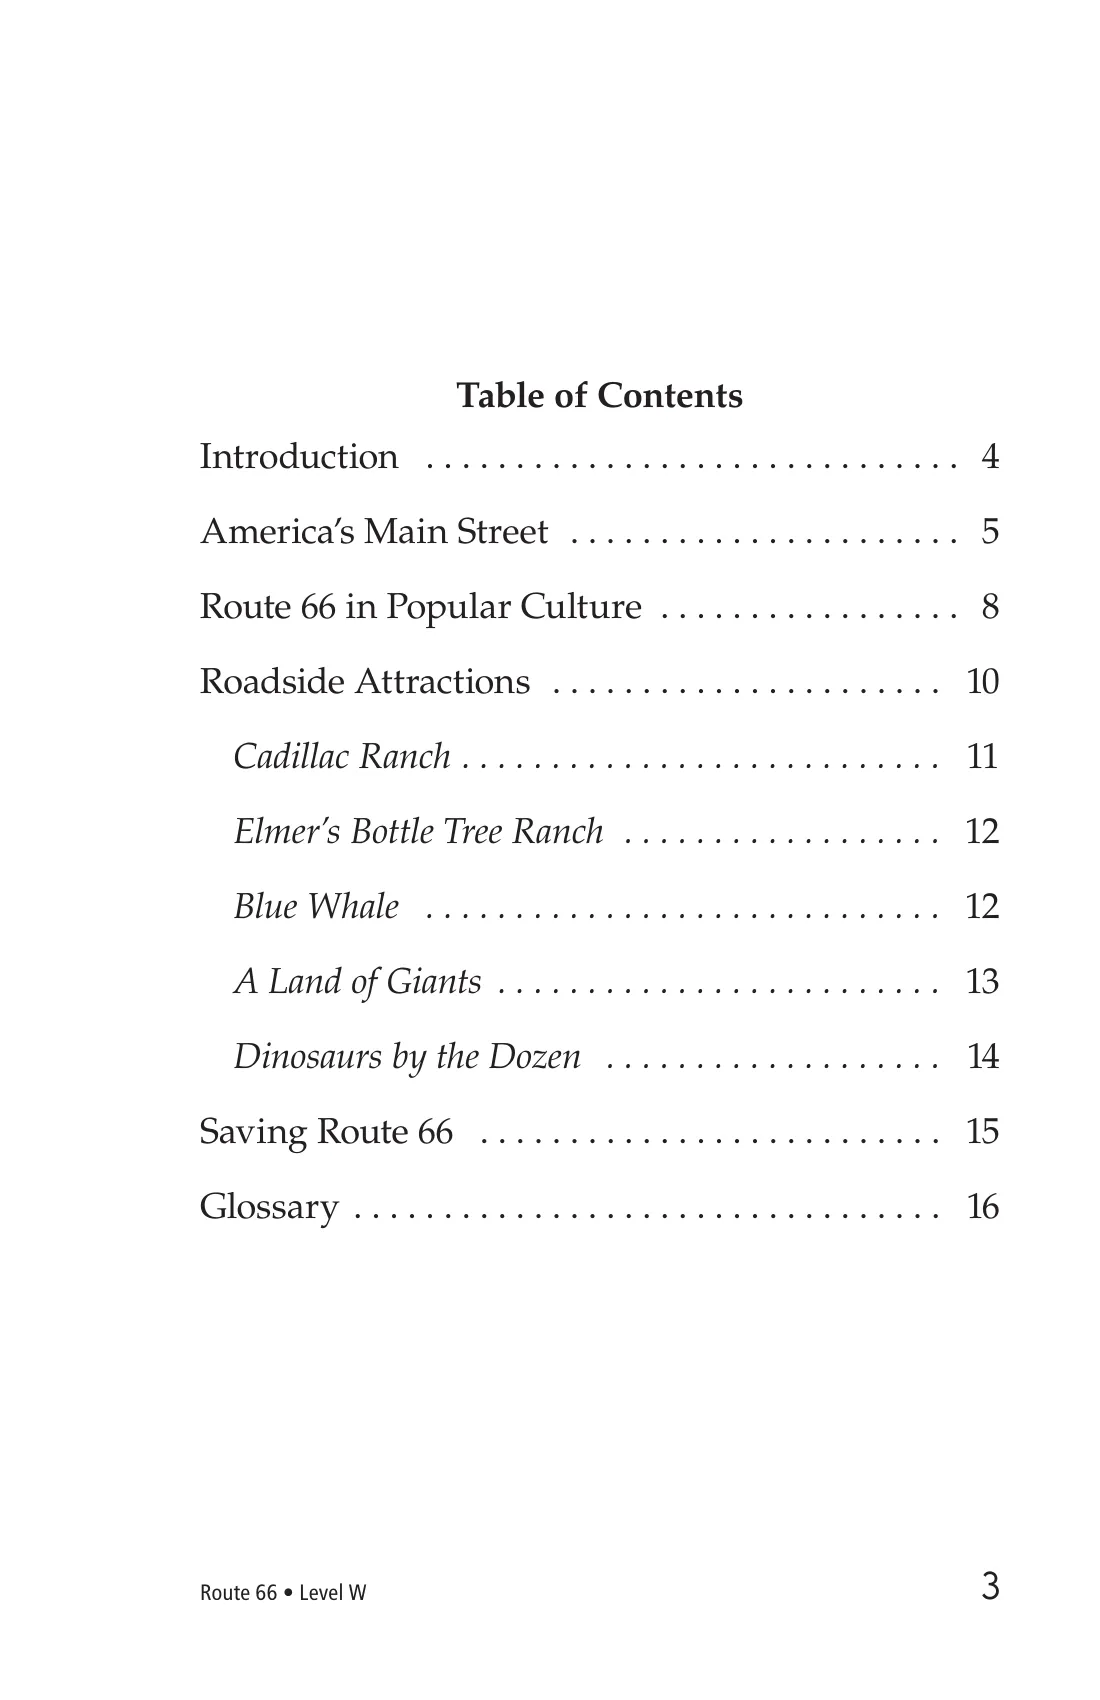 Table of Contents
Introduction . . . . . . . . . . . . . . . . . . . . . . . . . . . . . . 4
America’s Main Street . . . . . . . . . . . . . . . . . . . . . . 5
Route 66 in Popular Culture . . . . . . . . . . . . . . . . . 8
Roadside Attractions . . . . . . . . . . . . . . . . . . . . . . 10
Cadillac Ranch . . . . . . . . . . . . . . . . . . . . . . . . . . . 11
Elmer’s Bottle Tree Ranch . . . . . . . . . . . . . . . . . . 12
Blue Whale . . . . . . . . . . . . . . . . . . . . . . . . . . . . . 12
A Land of Giants . . . . . . . . . . . . . . . . . . . . . . . . . 13
Dinosaurs by the Dozen . . . . . . . . . . . . . . . . . . . 14
Saving Route 66 . . . . . . . . . . . . . . . . . . . . . . . . . . 15
Glossary . . . . . . . . . . . . . . . . . . . . . . . . . . . . . . . . . 16
Route 66 • Level W 3